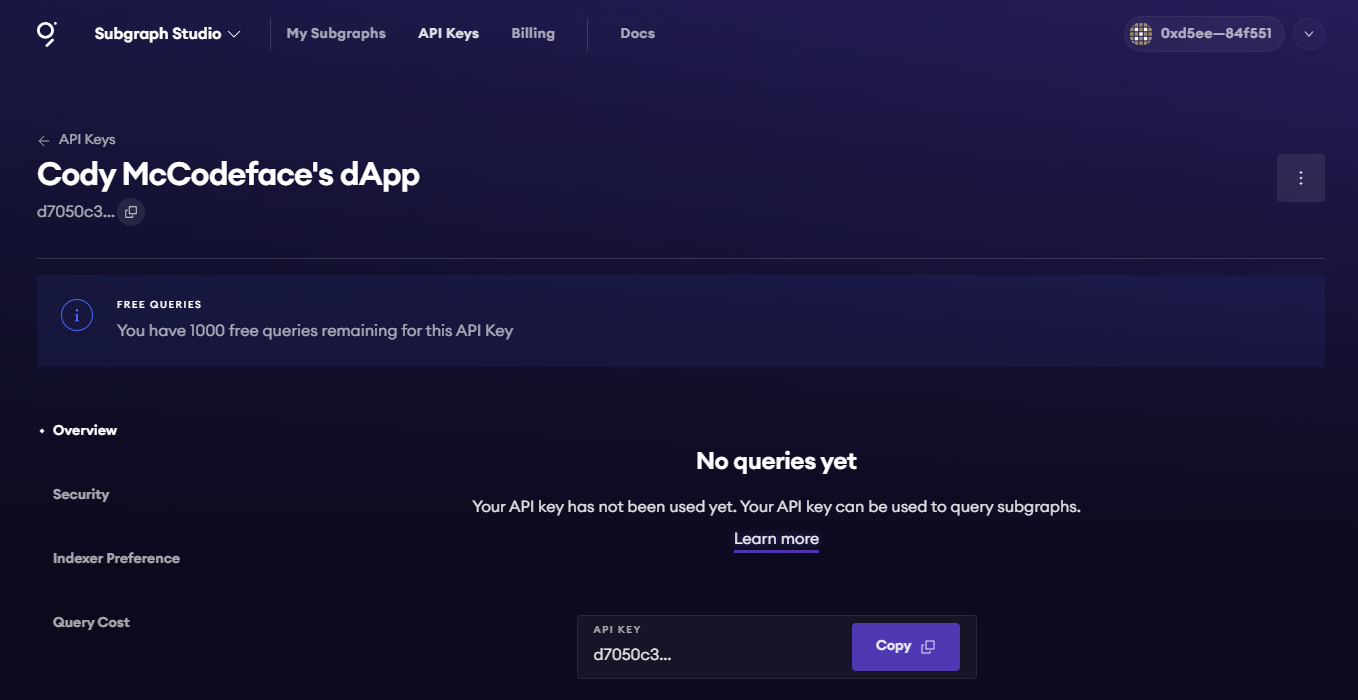 Subgraph Studio My Subgraphs API Keys Billing Docs 0xd5ee—84f551
API Keys
Cody McCodeface's dApp
d7050c3...
FREE QUERIES
You have 1000 free queries remaining for this API Key
Overview
Security
Indexer Preference
Query Cost
No queries yet
Your API key has not been used yet. Your API key can be used to query subgraphs.
Learn more
API KEY
d7050c3...
Copy